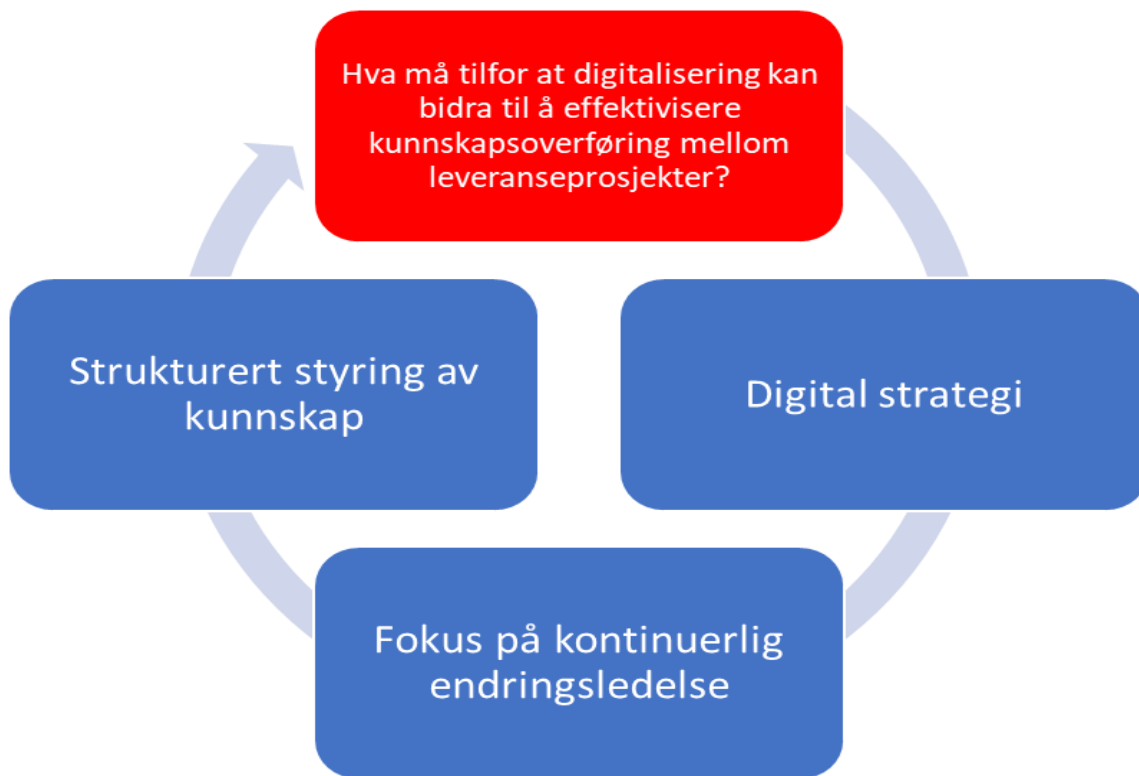 Hva må tilfor at digitalisering kan
bidra til å effektivisere
kunnskapsoverføring mellom
leveranseprosjekter?
Digital strategi
Fokus på kontinuerlig
endringsledelse
Strukturert styring av
kunnskap